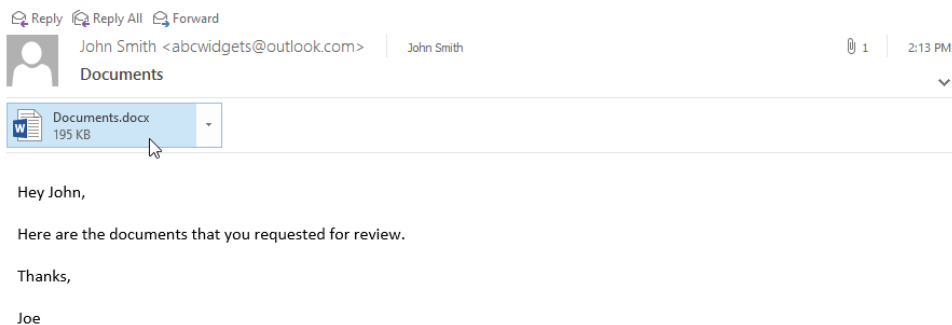 Reply Reply All Forward
John Smith <abcwidgets@outlook.com> John Smith 1 2:13 PM
Documents
W Documents.docx
195 KB
Hey John,
Here are the documents that you requested for review.
Thanks,
Joe